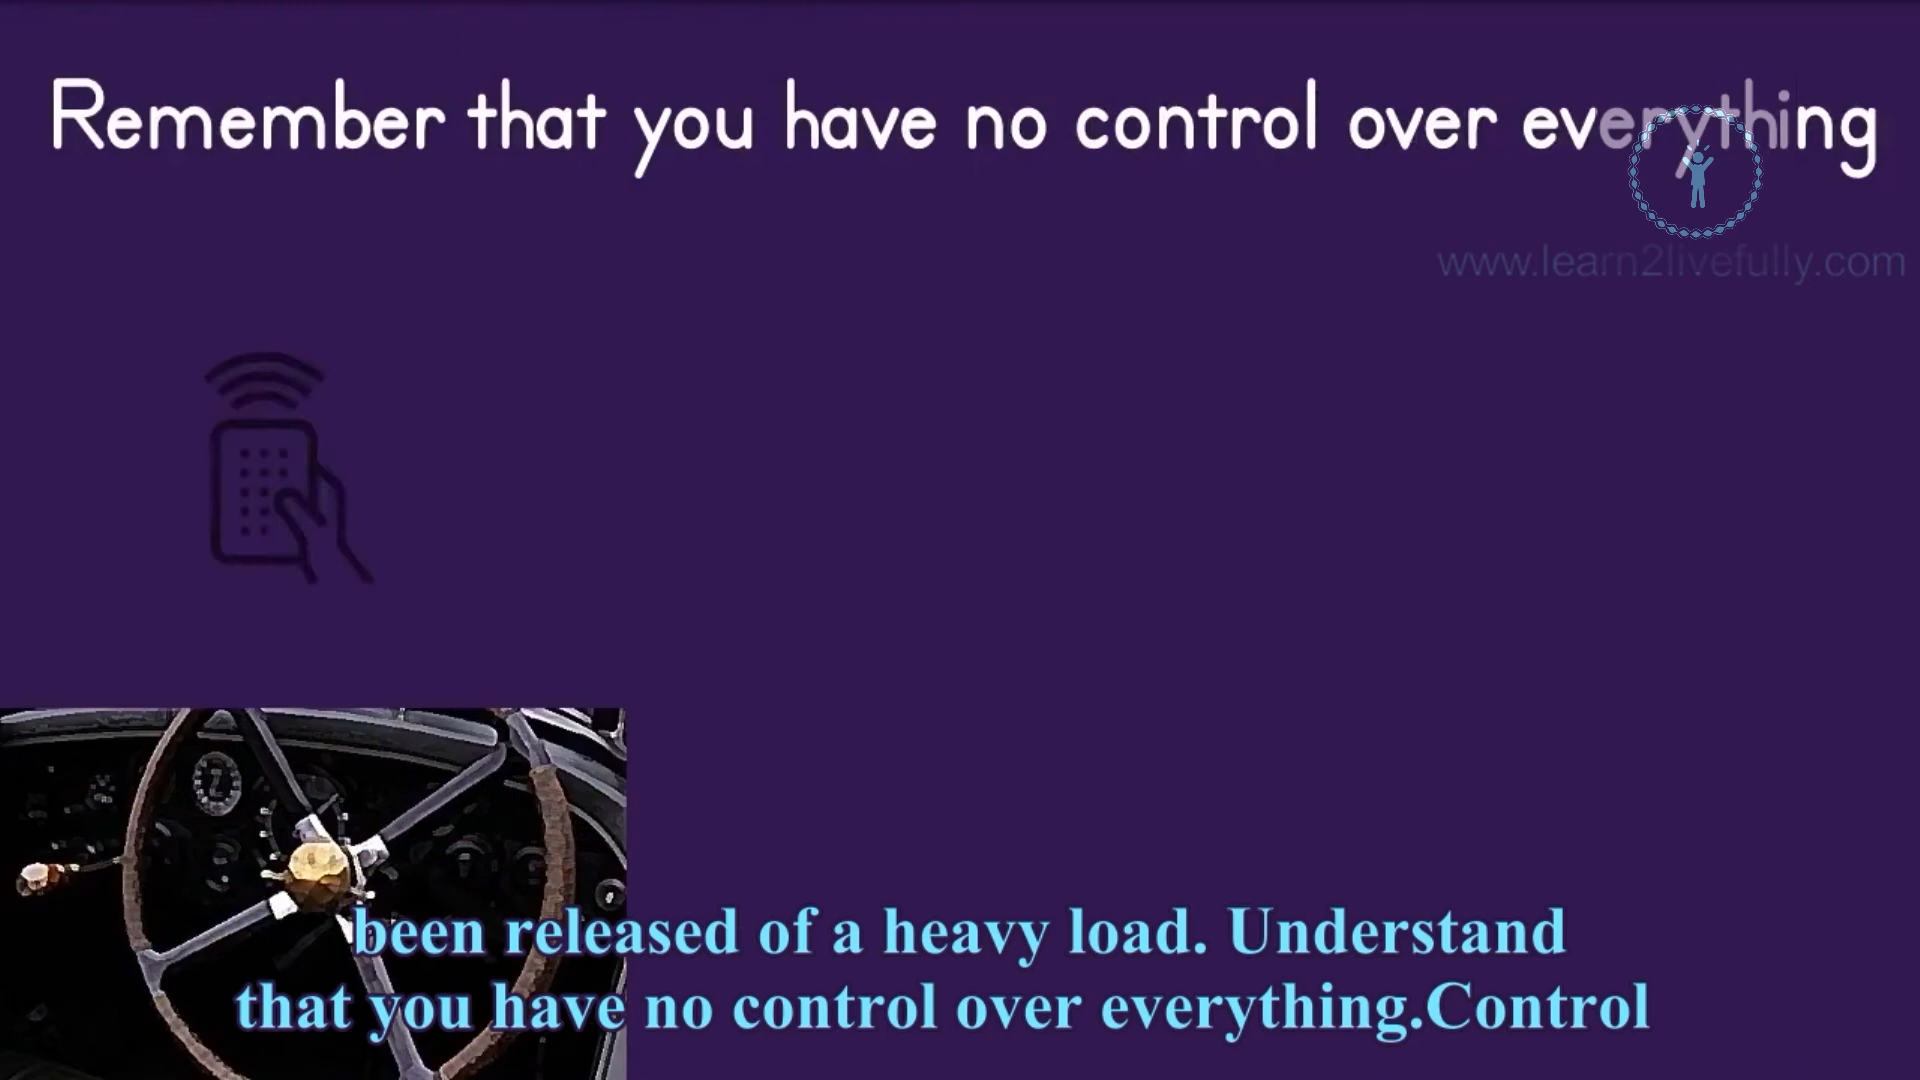 Remember that you have no control over everything
www.learn2livefully.com
been released of a heavy load. Understand
that you have no control over everything.Control